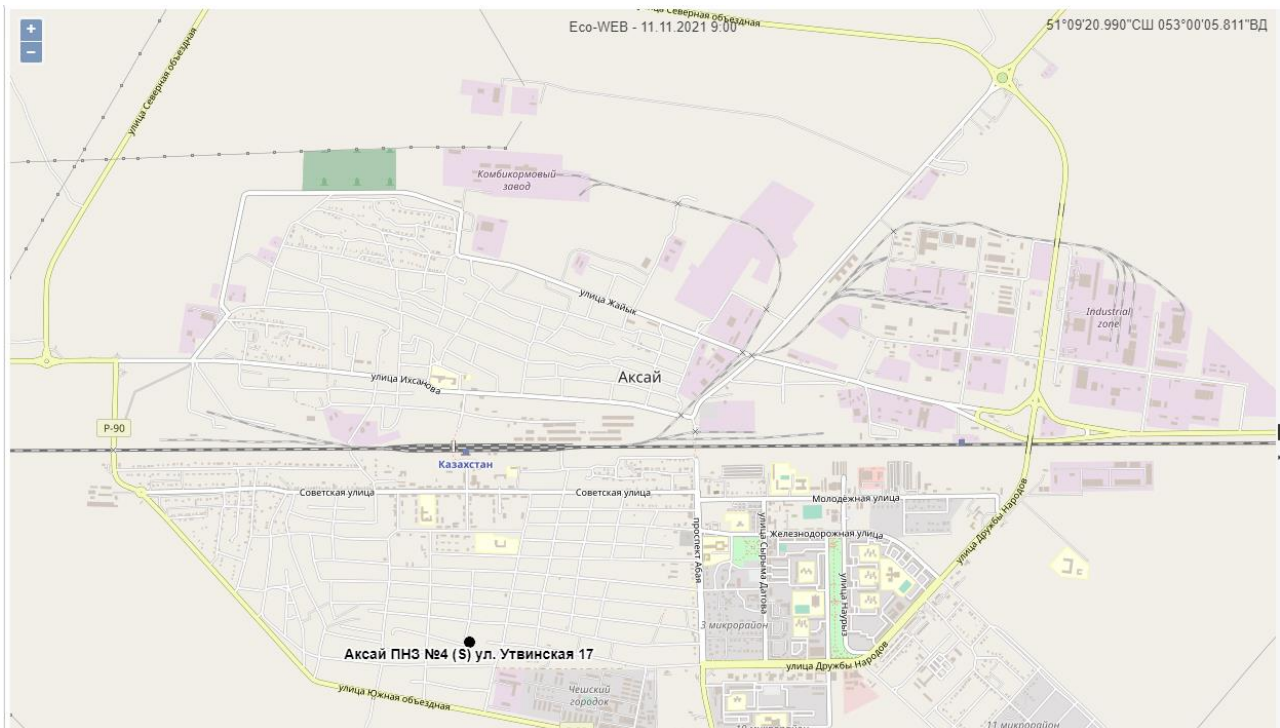 +
−
улица Северная объездная
Eco-WEB - 11.11.2021 9:00
51°09'20.990"СШ 053°00'05.811"ВД
улица Северная объездная
Комбикормовый
завод
улица Жайык
Industrial
zone
Аксай
улица Ихсанова
Р-90
Казахстан
Советская улица
Советская улица
Молодежная улица
проспект Абая
улица Сырыма Датова
Железнодорожная улица
улица Наурыз
улица Дружбы Народов
3 микрорайон
Аксай ПНЗ №4 (S) ул. Утвинская 17
улица Дружбы Народов
улица Южная объездная
Чешский
городок
10 микрорайон
11 микрорайон